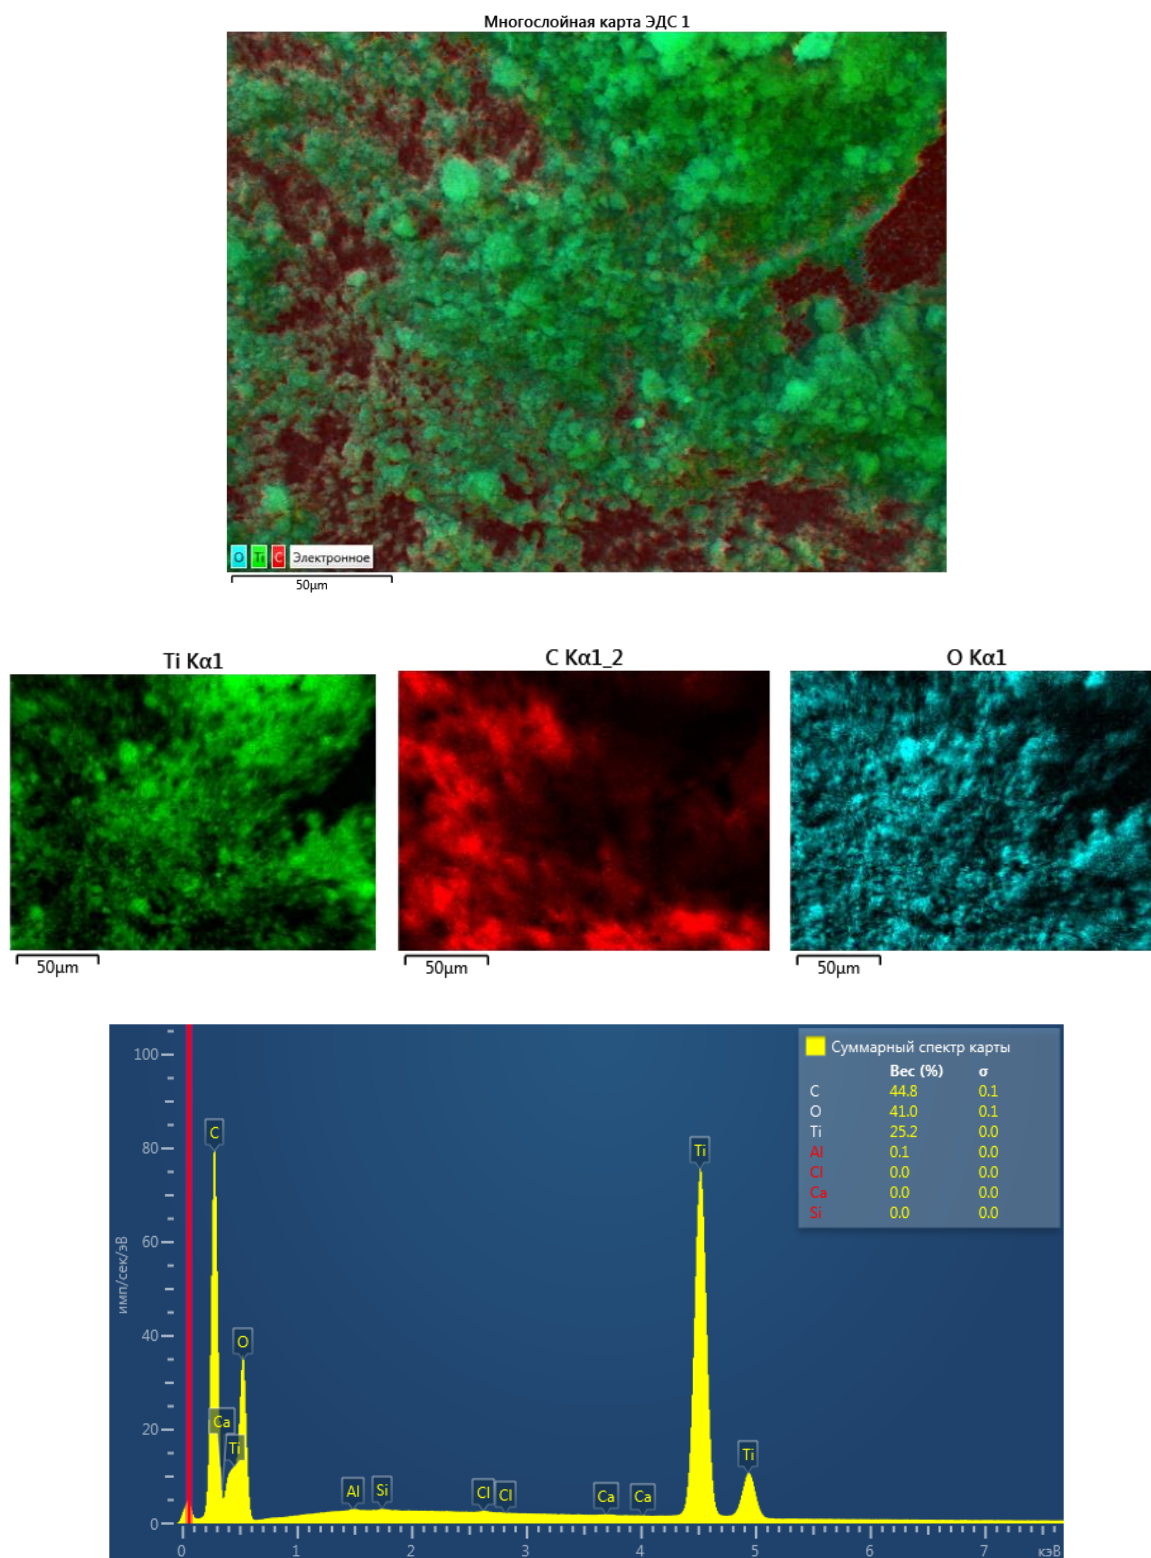 Многослойная карта ЭДС 1
O Ti C Электронное
50µm
Ti Kα1 C Kα1_2 O Kα1
50µm 50µm 50µm
Суммарный спектр карты
Вес (%) σ
C 44.8 0.1
O 41.0 0.1
Ti 25.2 0.0
Al 0.1 0.0
Cl 0.0 0.0
Ca 0.0 0.0
Si 0.0 0.0
100
80
60
40
20
0
имп/сек/эВ
C
Ti
O
Ca
Ti
Ti
Al Si Cl Cl Ca Ca
0 1 2 3 4 5 6 7 кэВ